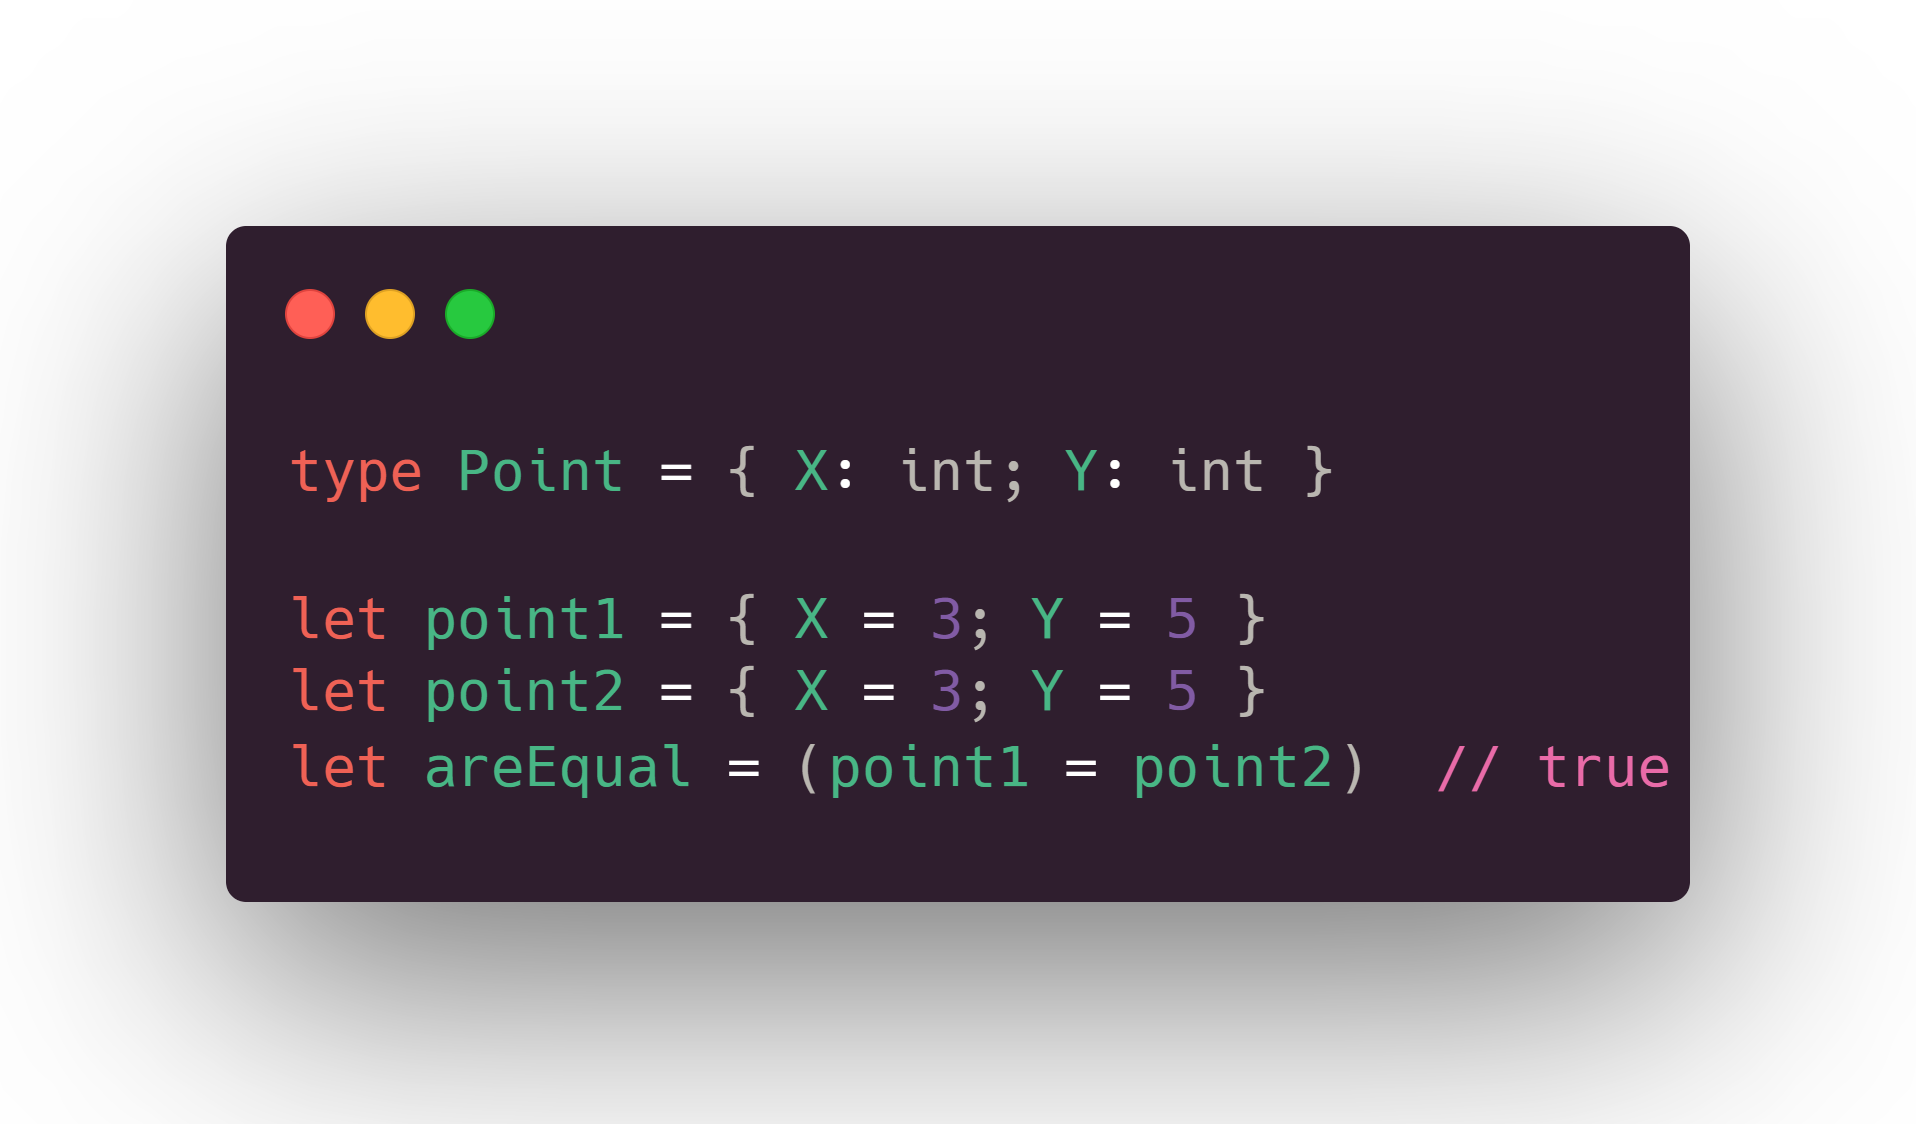 type Point = { X: int; Y: int }
let point1 = { X = 3; Y = 5 }
let point2 = { X = 3; Y = 5 }
let areEqual = (point1 = point2)  // true